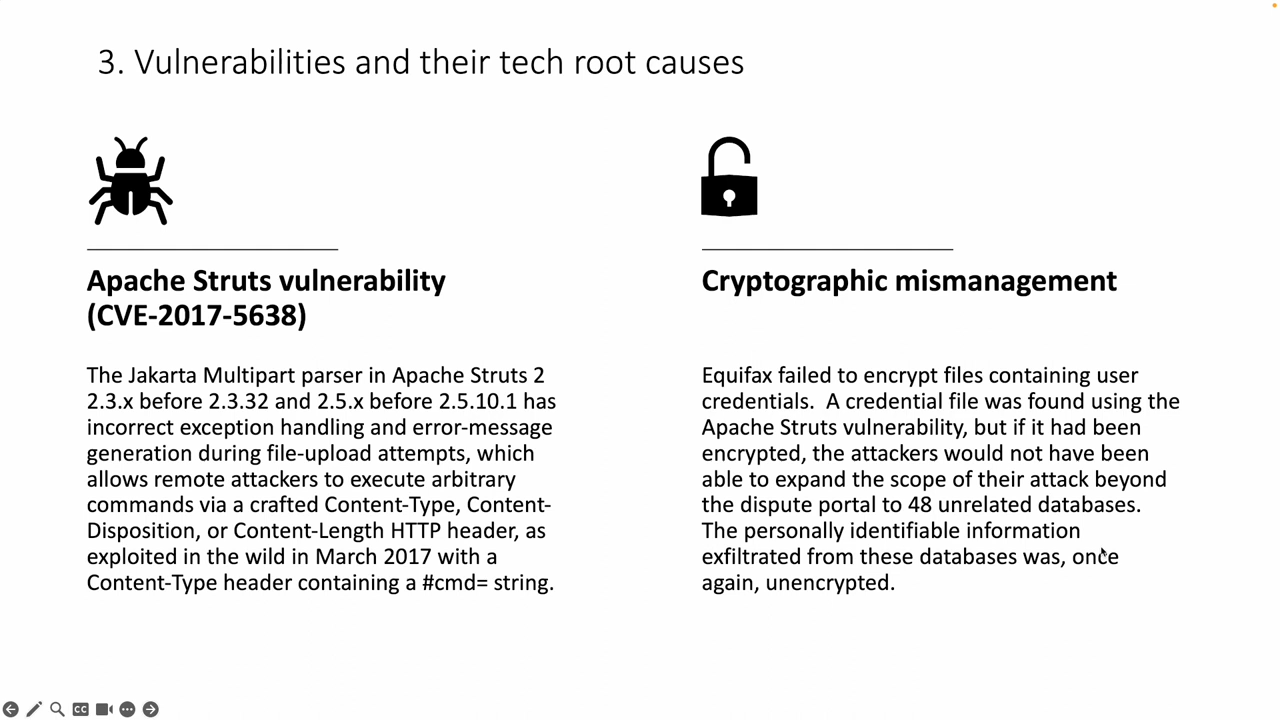 3. Vulnerabilities and their tech root causes
Apache Struts vulnerability
(CVE-2017-5638)
The Jakarta Multipart parser in Apache Struts 2
2.3.x before 2.3.32 and 2.5.x before 2.5.10.1 has
incorrect exception handling and error-message
generation during file-upload attempts, which
allows remote attackers to execute arbitrary
commands via a crafted Content-Type, Content-
Disposition, or Content-Length HTTP header, as
exploited in the wild in March 2017 with a
Content-Type header containing a #cmd= string.
Cryptographic mismanagement
Equifax failed to encrypt files containing user
credentials.  A credential file was found using the
Apache Struts vulnerability, but if it had been
encrypted, the attackers would not have been
able to expand the scope of their attack beyond
the dispute portal to 48 unrelated databases.
The personally identifiable information
exfiltrated from these databases was, once
again, unencrypted.
CC